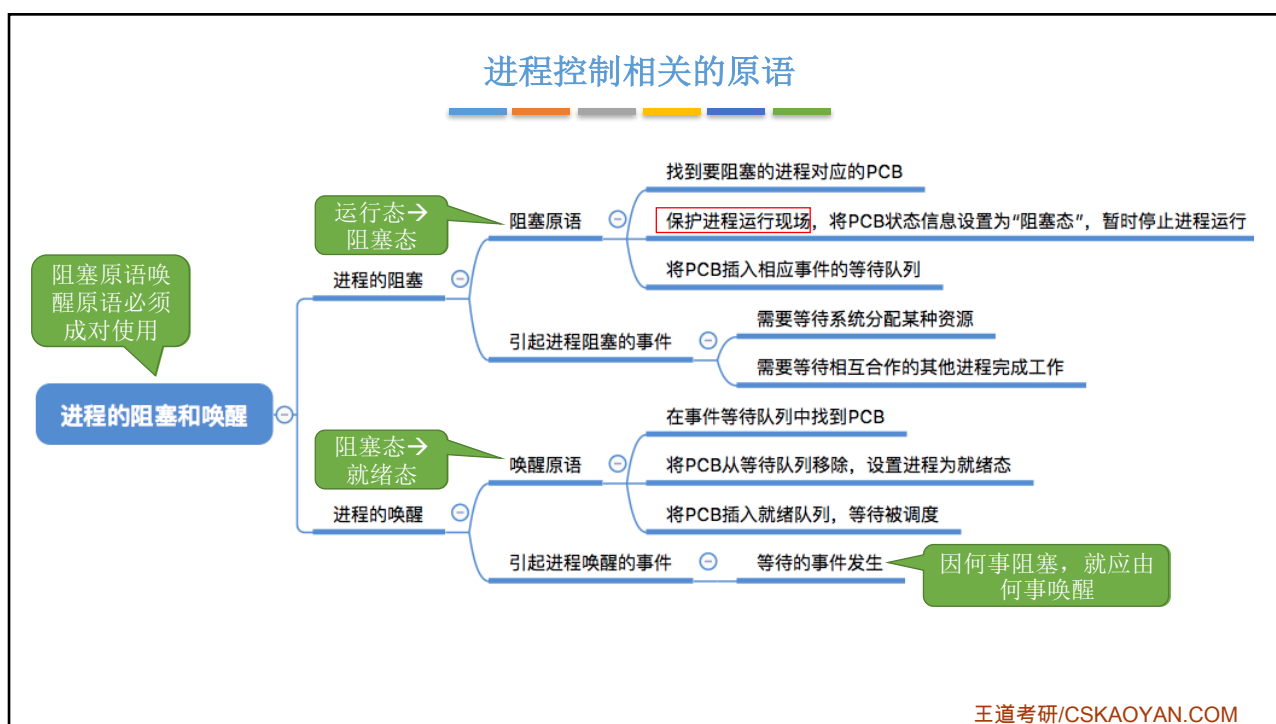 进程控制相关的原语
找到要阻塞的进程对应的PCB
运行态→
阻塞态
阻塞原语
保护进程运行现场，将PCB状态信息设置为“阻塞态”，暂时停止进程运行
将PCB插入相应事件的等待队列
进程的阻塞
阻塞原语唤
醒原语必须
成对使用
引起进程阻塞的事件
需要等待系统分配某种资源
需要等待相互合作的其他进程完成工作
进程的阻塞和唤醒
在事件等待队列中找到PCB
阻塞态→
就绪态
唤醒原语
将PCB从等待队列移除，设置进程为就绪态
将PCB插入就绪队列，等待被调度
进程的唤醒
引起进程唤醒的事件
等待的事件发生
因何事阻塞，就应由
何事唤醒
王道考研/CSKAOYAN.COM